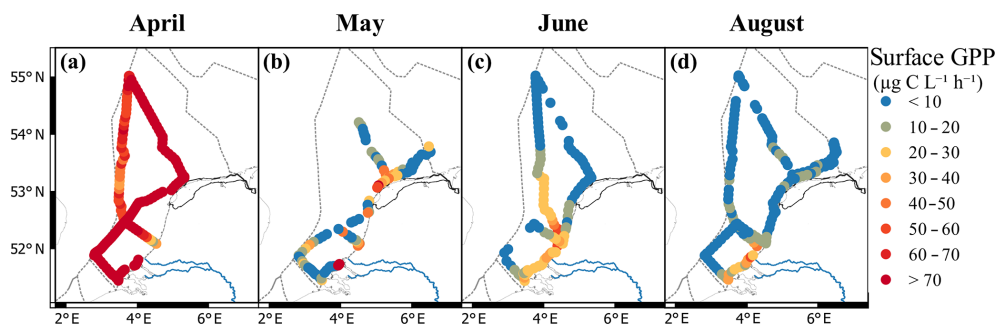 April May June August
(a) (b) (c) (d)
55° N
54° N
53° N
52° N
2° E 4° E 6° E 2° E 4° E 6° E 2° E 4° E 6° E 2° E 4° E 6° E
Surface GPP
(µg C L⁻¹ h⁻¹)
< 10
10 – 20
20 – 30
30 – 40
40 – 50
50 – 60
60 – 70
> 70